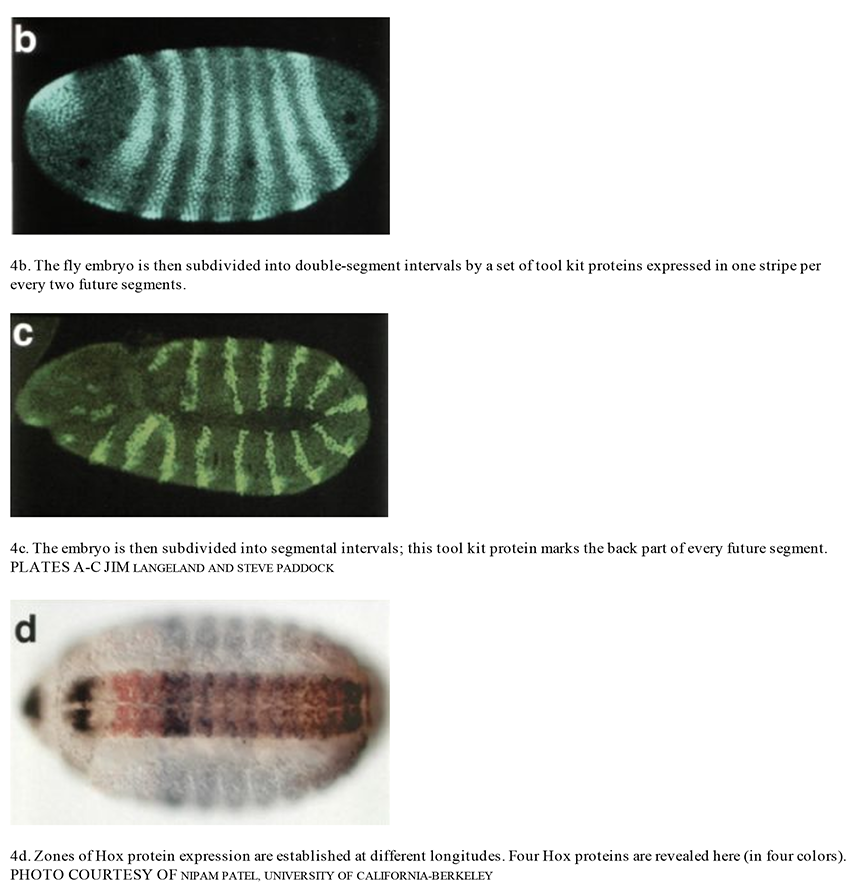 b
4b. The fly embryo is then subdivided into double-segment intervals by a set of tool kit proteins expressed in one stripe per
every two future segments.
c
4c. The embryo is then subdivided into segmental intervals; this tool kit protein marks the back part of every future segment.
PLATES A-C JIM LANGELAND AND STEVE PADDOCK
d
4d. Zones of Hox protein expression are established at different longitudes. Four Hox proteins are revealed here (in four colors).
PHOTO COURTESY OF NIPAM PATEL, UNIVERSITY OF CALIFORNIA-BERKELEY